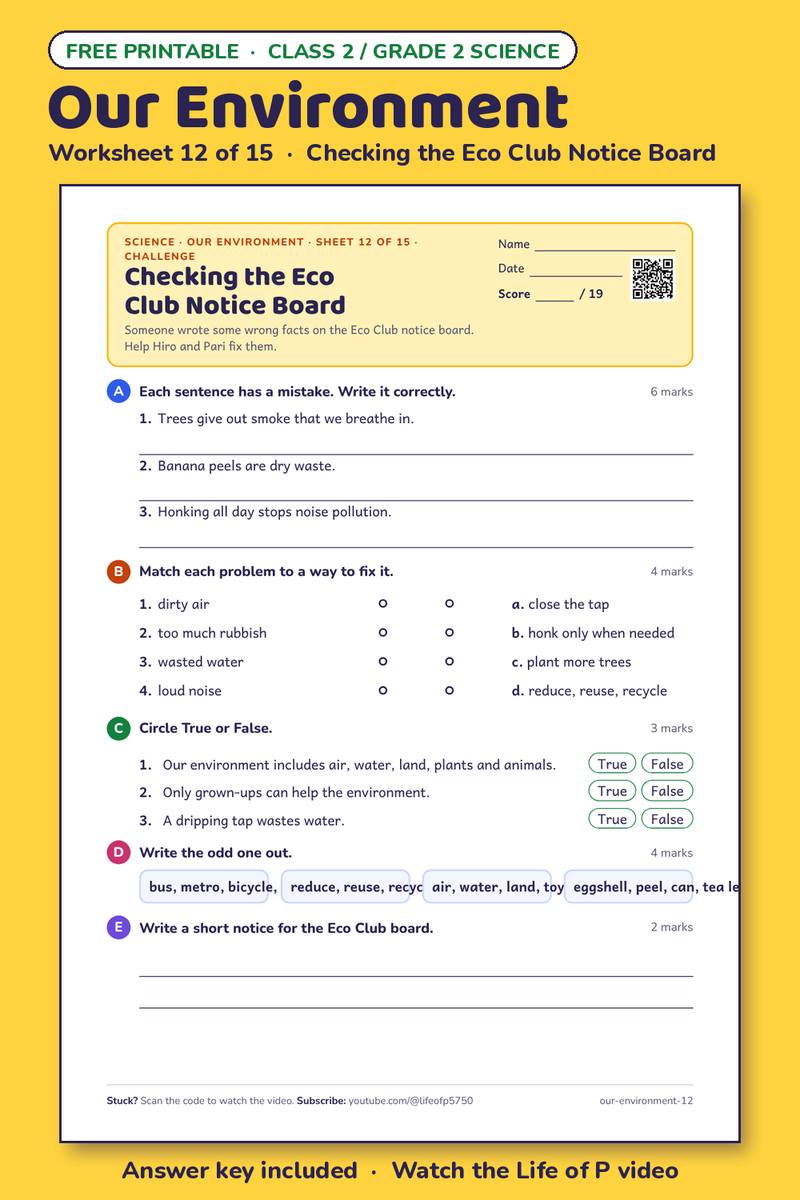 FREE PRINTABLE · CLASS 2 / GRADE 2 SCIENCE
Our Environment
Worksheet 12 of 15 · Checking the Eco Club Notice Board
SCIENCE · OUR ENVIRONMENT · SHEET 12 OF 15 ·
CHALLENGE
Checking the Eco
Club Notice Board
Someone wrote some wrong facts on the Eco Club notice board.
Help Hiro and Pari fix them.
Name
Date
Score / 19
A Each sentence has a mistake. Write it correctly. 6 marks
1. Trees give out smoke that we breathe in.
2. Banana peels are dry waste.
3. Honking all day stops noise pollution.
B Match each problem to a way to fix it. 4 marks
1. dirty air a. close the tap
2. too much rubbish b. honk only when needed
3. wasted water c. plant more trees
4. loud noise d. reduce, reuse, recycle
C Circle True or False. 3 marks
1. Our environment includes air, water, land, plants and animals. True False
2. Only grown-ups can help the environment. True False
3. A dripping tap wastes water. True False
D Write the odd one out. 4 marks
bus, metro, bicycle, reduce, reuse, recyc air, water, land, toy eggshell, peel, can, tea le
E Write a short notice for the Eco Club board. 2 marks
Stuck? Scan the code to watch the video. Subscribe: youtube.com/@lifeofp5750 our-environment-12
Answer key included · Watch the Life of P video